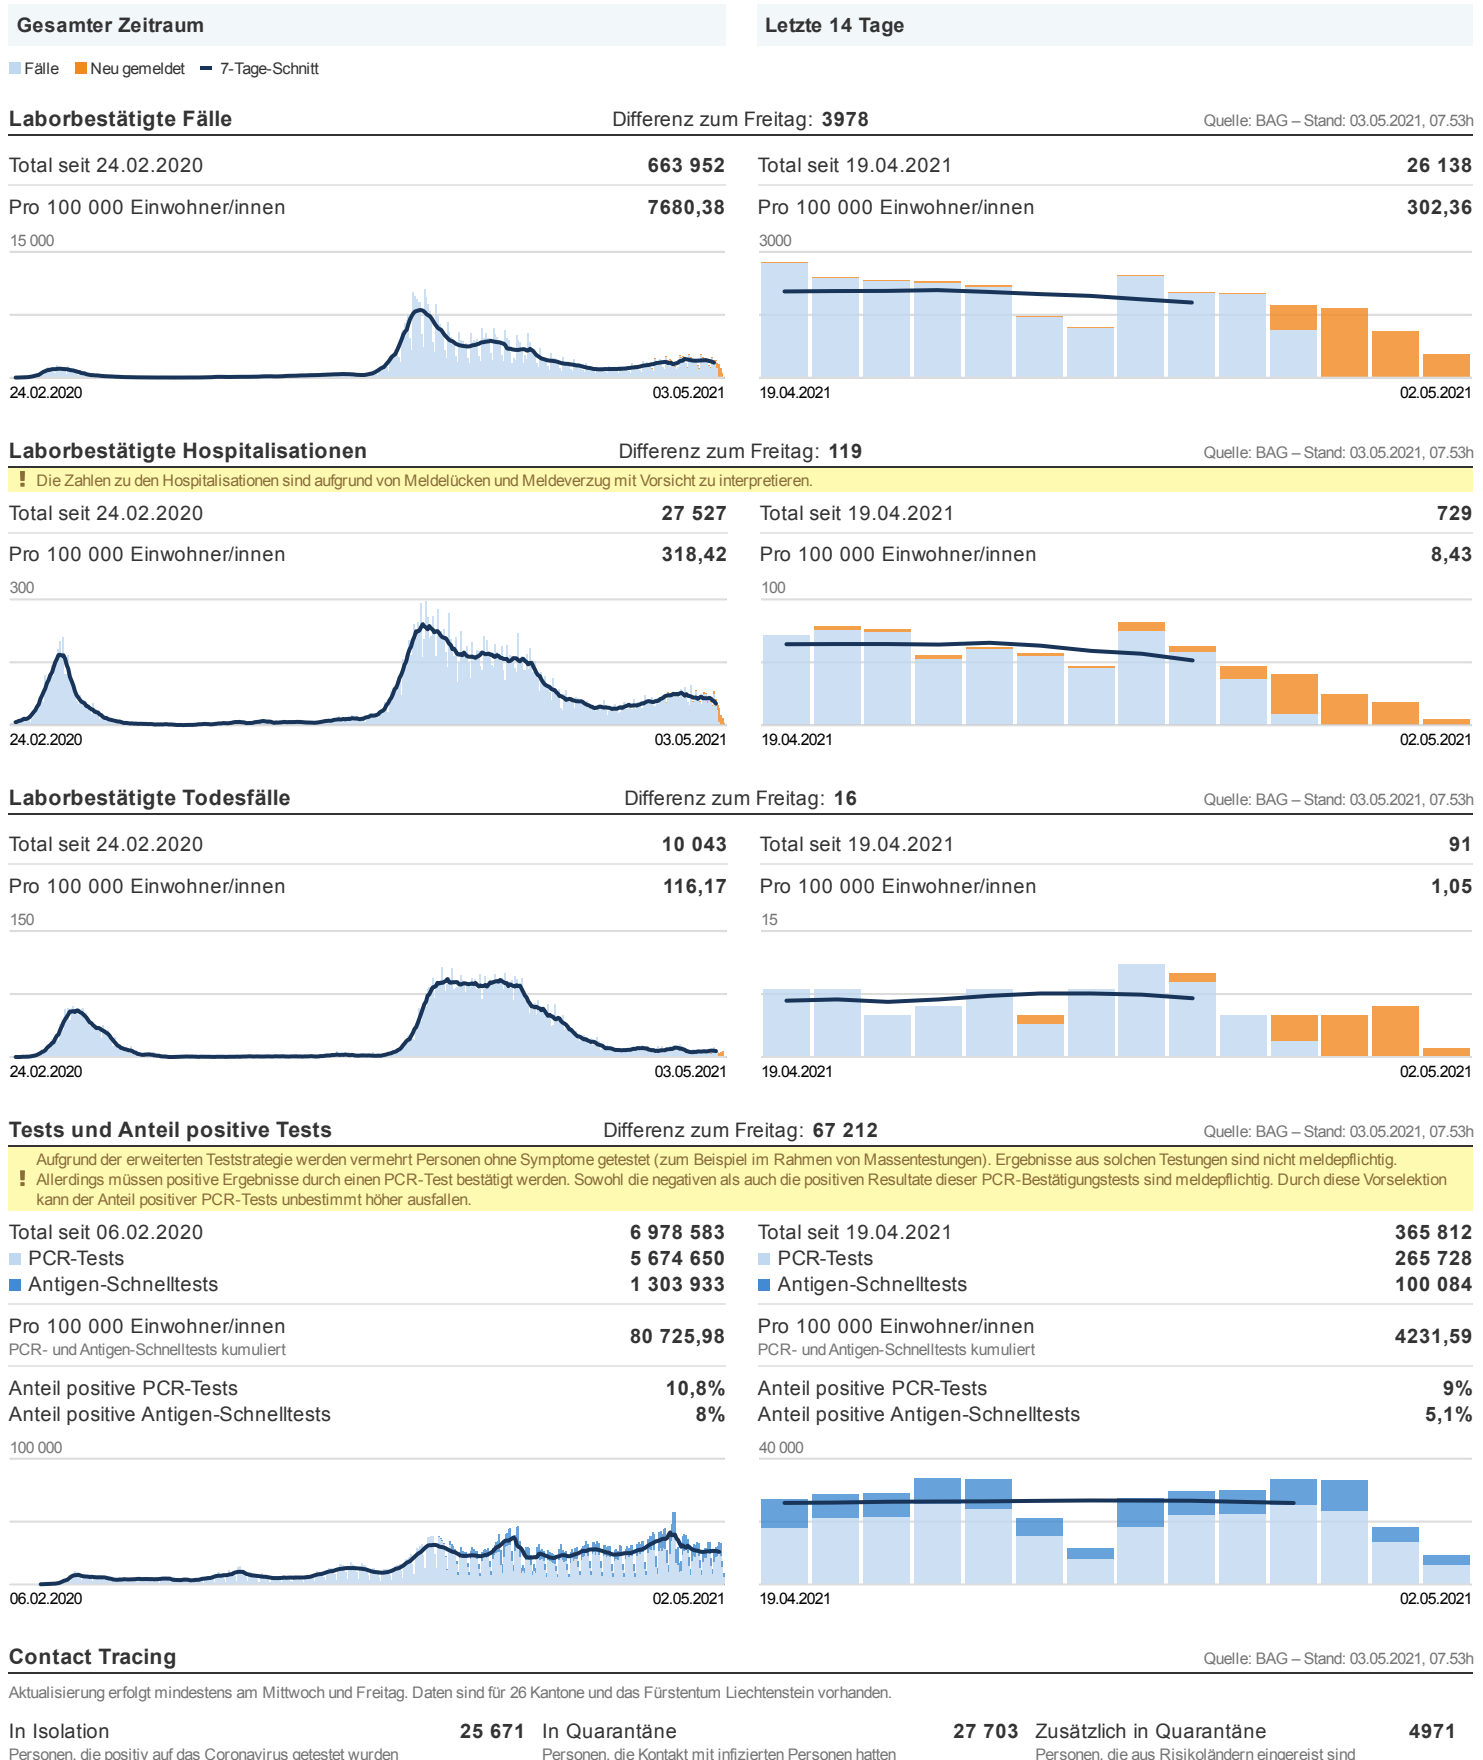 Gesamter Zeitraum
Letzte 14 Tage
Fälle Neu gemeldet 7-Tage-Schnitt
Laborbestätigte Fälle Differenz zum Freitag: 3978 Quelle: BAG – Stand: 03.05.2021, 07.53h
Total seit 24.02.2020 663 952
Pro 100 000 Einwohner/innen 7680,38
15 000
24.02.2020 03.05.2021
Total seit 19.04.2021 26 138
Pro 100 000 Einwohner/innen 302,36
3000
19.04.2021 02.05.2021
Laborbestätigte Hospitalisationen Differenz zum Freitag: 119 Quelle: BAG – Stand: 03.05.2021, 07.53h
! Die Zahlen zu den Hospitalisationen sind aufgrund von Meldelücken und Meldeverzug mit Vorsicht zu interpretieren.
Total seit 24.02.2020 27 527
Pro 100 000 Einwohner/innen 318,42
300
24.02.2020 03.05.2021
Total seit 19.04.2021 729
Pro 100 000 Einwohner/innen 8,43
100
19.04.2021 02.05.2021
Laborbestätigte Todesfälle Differenz zum Freitag: 16 Quelle: BAG – Stand: 03.05.2021, 07.53h
Total seit 24.02.2020 10 043
Pro 100 000 Einwohner/innen 116,17
150
24.02.2020 03.05.2021
Total seit 19.04.2021 91
Pro 100 000 Einwohner/innen 1,05
15
19.04.2021 02.05.2021
Tests und Anteil positive Tests Differenz zum Freitag: 67 212 Quelle: BAG – Stand: 03.05.2021, 07.53h
Aufgrund der erweiterten Teststrategie werden vermehrt Personen ohne Symptome getestet (zum Beispiel im Rahmen von Massentestungen). Ergebnisse aus solchen Testungen sind nicht meldepflichtig.
! Allerdings müssen positive Ergebnisse durch einen PCR-Test bestätigt werden. Sowohl die negativen als auch die positiven Resultate dieser PCR-Bestätigungstests sind meldepflichtig. Durch diese Vorselektion
kann der Anteil positiver PCR-Tests unbestimmt höher ausfallen.
Total seit 06.02.2020 6 978 583
PCR-Tests 5 674 650
Antigen-Schnelltests 1 303 933
Pro 100 000 Einwohner/innen 80 725,98
PCR- und Antigen-Schnelltests kumuliert
Anteil positive PCR-Tests 10,8%
Anteil positive Antigen-Schnelltests 8%
100 000
06.02.2020 02.05.2021
Total seit 19.04.2021 365 812
PCR-Tests 265 728
Antigen-Schnelltests 100 084
Pro 100 000 Einwohner/innen 4231,59
PCR- und Antigen-Schnelltests kumuliert
Anteil positive PCR-Tests 9%
Anteil positive Antigen-Schnelltests 5,1%
40 000
19.04.2021 02.05.2021
Contact Tracing Quelle: BAG – Stand: 03.05.2021, 07.53h
Aktualisierung erfolgt mindestens am Mittwoch und Freitag. Daten sind für 26 Kantone und das Fürstentum Liechtenstein vorhanden.
In Isolation 25 671
Personen, die positiv auf das Coronavirus getestet wurden
In Quarantäne 27 703
Personen, die Kontakt mit infizierten Personen hatten
Zusätzlich in Quarantäne 4971
Personen, die aus Risikoländern eingereist sind